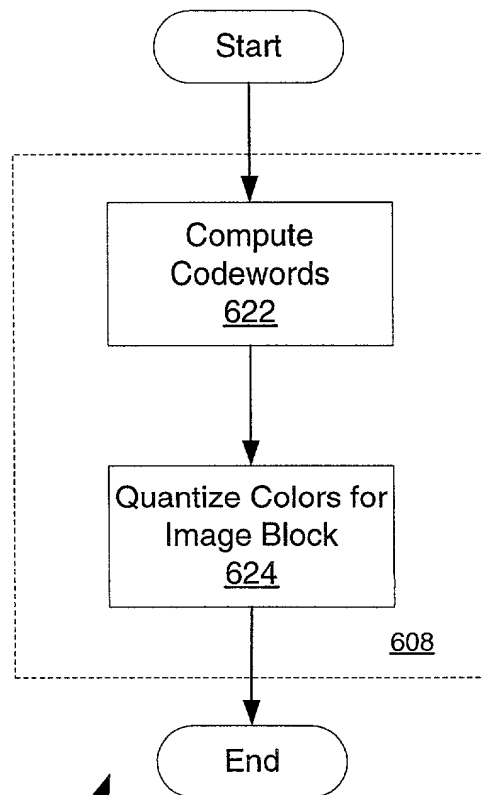 Start
Compute
Codewords
622
Quantize Colors for
Image Block
624
608
End